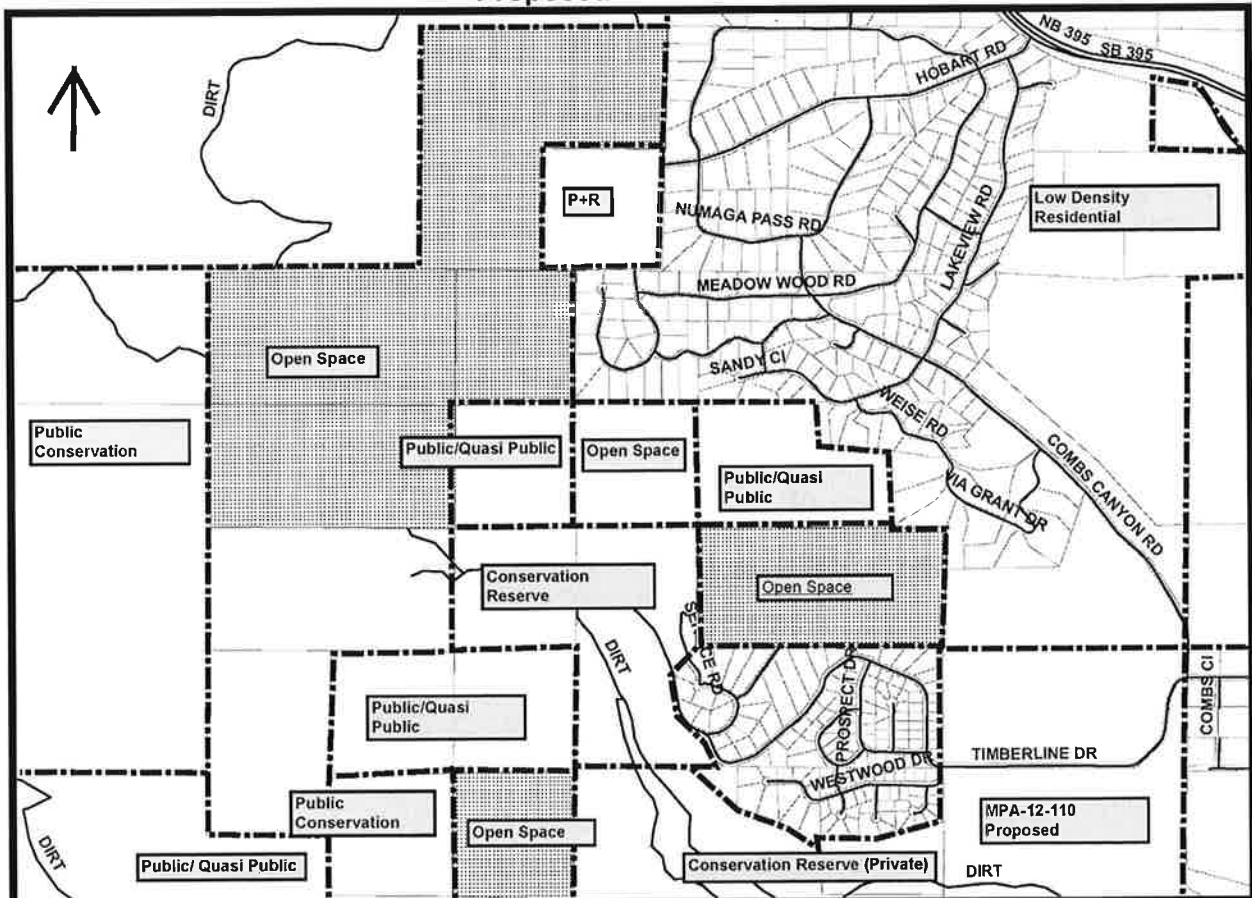 NB 395
SB 395
HOBART RD
DIRT
P+R
NUMAGA PASS RD
LAKEVIEW RD
Low Density
Residential
MEADOW WOOD RD
Open Space
SANDY CI
WEISE RD
COMBS CANYON RD
Public
Conservation
Public/Quasi Public
Open Space
Public/Quasi
Public
VIA GRANT DR
Conservation
Reserve
Open Space
DIRT
PROSPECT DR
COMBS CI
Public/Quasi
Public
TIMBERLINE DR
WESTWOOD DR
Public
Conservation
Open Space
MPA-12-110
Proposed
DIRT
Public/ Quasi Public
Conservation Reserve (Private)
DIRT